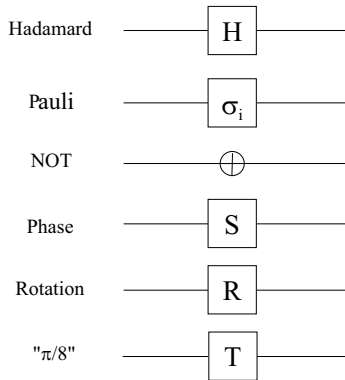 Hadamard H
Pauli σi
NOT
Phase S
Rotation R
"π/8" T